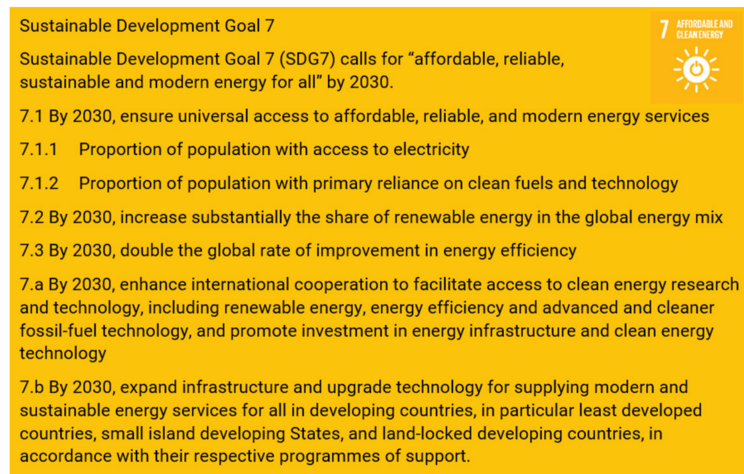 Sustainable Development Goal 7
7 AFFORDABLE AND
CLEAN ENERGY
Sustainable Development Goal 7 (SDG7) calls for “affordable, reliable,
sustainable and modern energy for all” by 2030.
7.1 By 2030, ensure universal access to affordable, reliable, and modern energy services
7.1.1 Proportion of population with access to electricity
7.1.2 Proportion of population with primary reliance on clean fuels and technology
7.2 By 2030, increase substantially the share of renewable energy in the global energy mix
7.3 By 2030, double the global rate of improvement in energy efficiency
7.a By 2030, enhance international cooperation to facilitate access to clean energy research
and technology, including renewable energy, energy efficiency and advanced and cleaner
fossil-fuel technology, and promote investment in energy infrastructure and clean energy
technology
7.b By 2030, expand infrastructure and upgrade technology for supplying modern and
sustainable energy services for all in developing countries, in particular least developed
countries, small island developing States, and land-locked developing countries, in
accordance with their respective programmes of support.